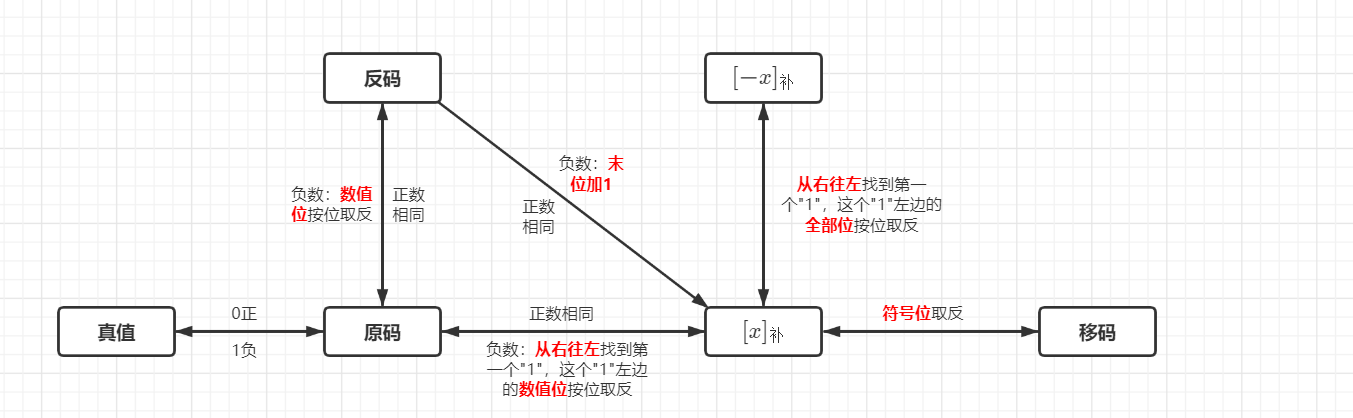 反码
[−x]补
负数：数值
位按位取反
正数
相同
负数：末
位加1
正数
相同
从右往左找到第一
个"1"，这个"1"左边的
全部位按位取反
真值
0正
1负
原码
正数相同
负数：从右往左找到第
一个"1"，这个"1"左边
的数值位按位取反
[x]补
符号位取反
移码